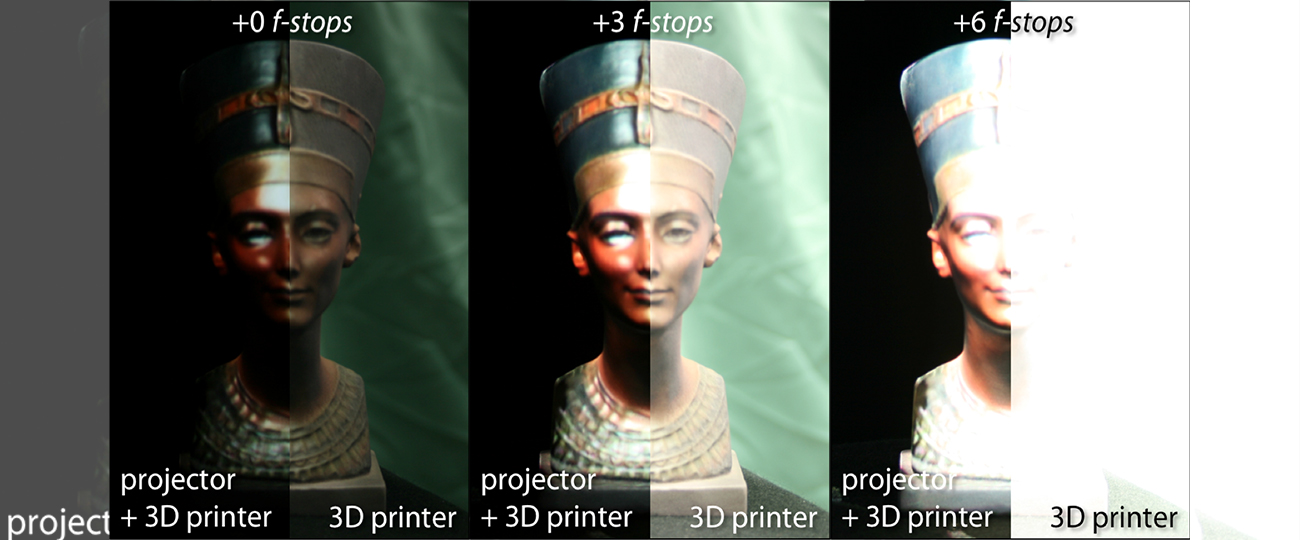 +0 f-stops
+3 f-stops
+6 f-stops
project
projector
+ 3D printer
3D printer
projector
+ 3D printer
3D printer
projector
+ 3D printer
3D printer